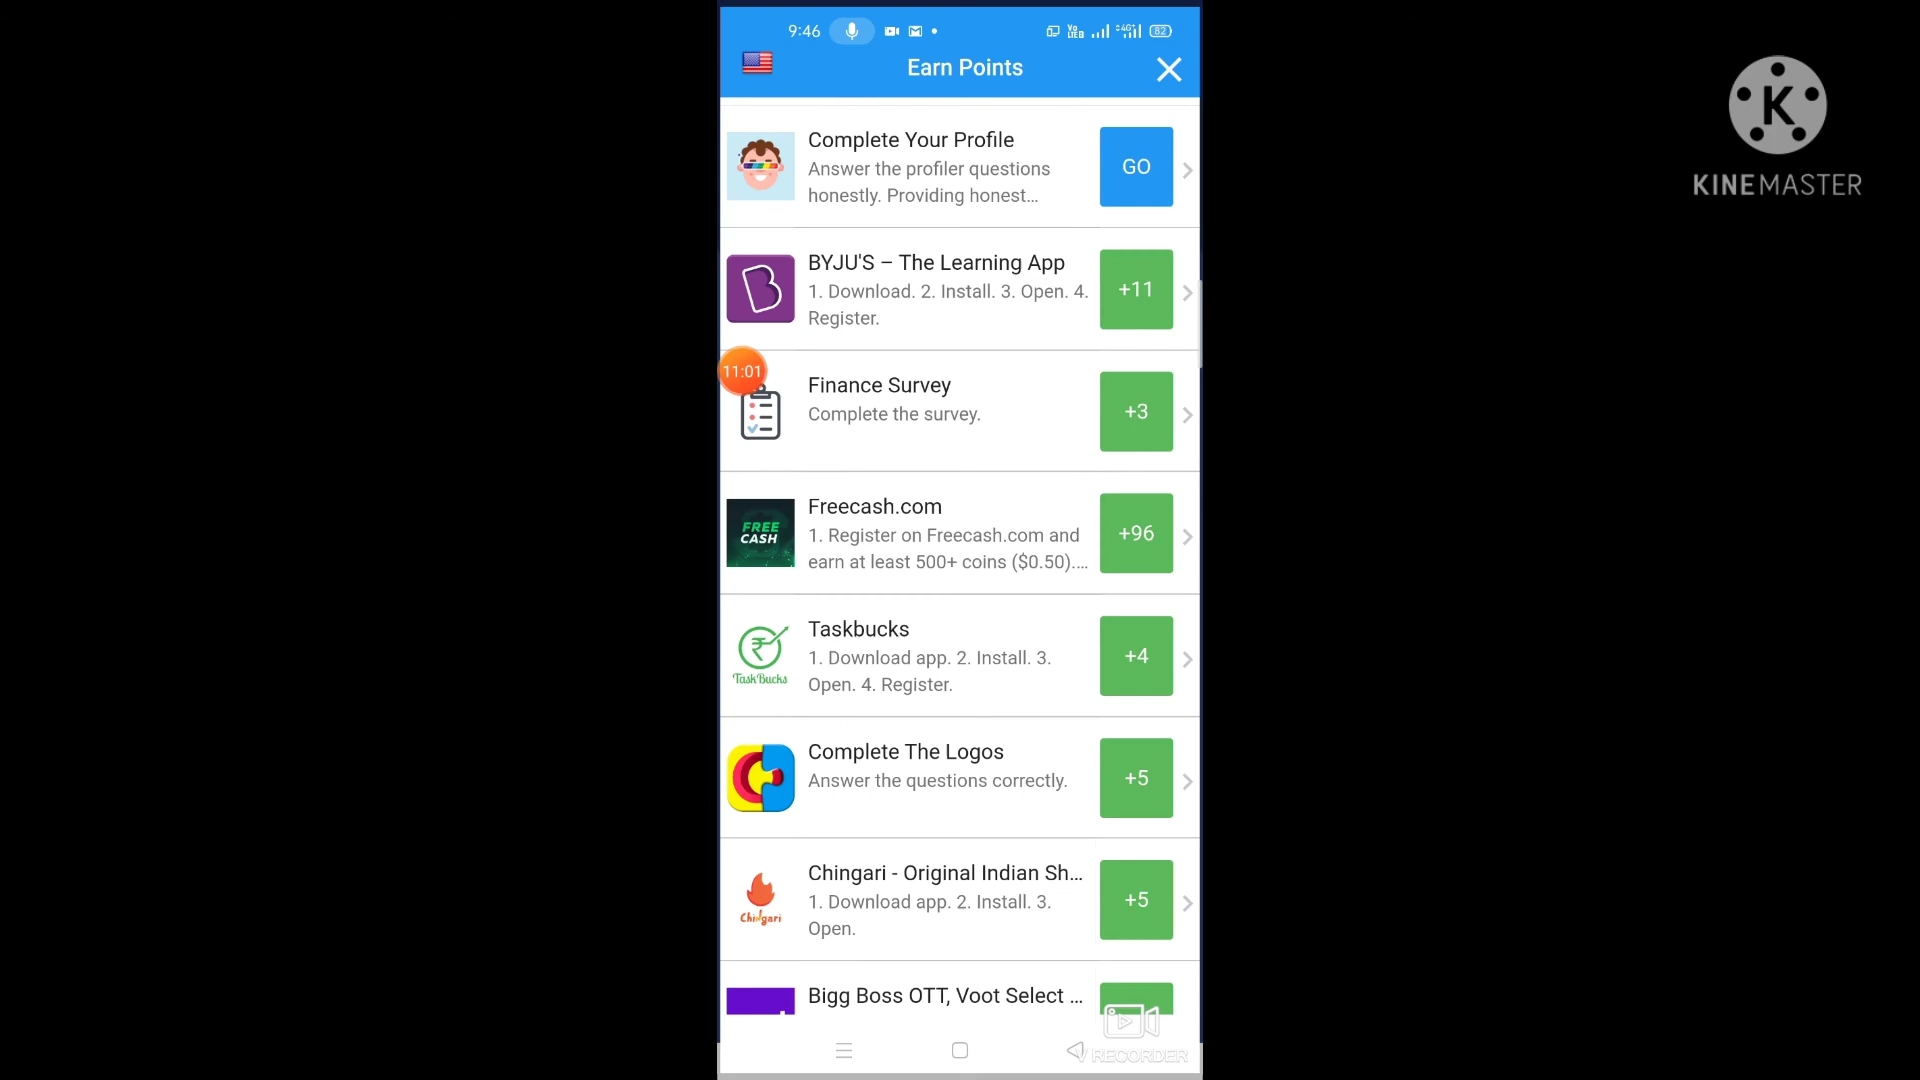 9:46
VoLTE 2
4G+
82
Earn Points
K
KINEMASTER
Complete Your Profile
Answer the profiler questions
honestly. Providing honest...
GO
BYJU'S – The Learning App
1. Download. 2. Install. 3. Open. 4.
Register.
+11
11:01
Finance Survey
Complete the survey.
+3
FREE
CASH
Freecash.com
1. Register on Freecash.com and
earn at least 500+ coins ($0.50)....
+96
TaskBucks
Taskbucks
1. Download app. 2. Install. 3.
Open. 4. Register.
+4
Complete The Logos
Answer the questions correctly.
+5
Chingari
Chingari - Original Indian Sh...
1. Download app. 2. Install. 3.
Open.
+5
Bigg Boss OTT, Voot Select ...
V RECORDER